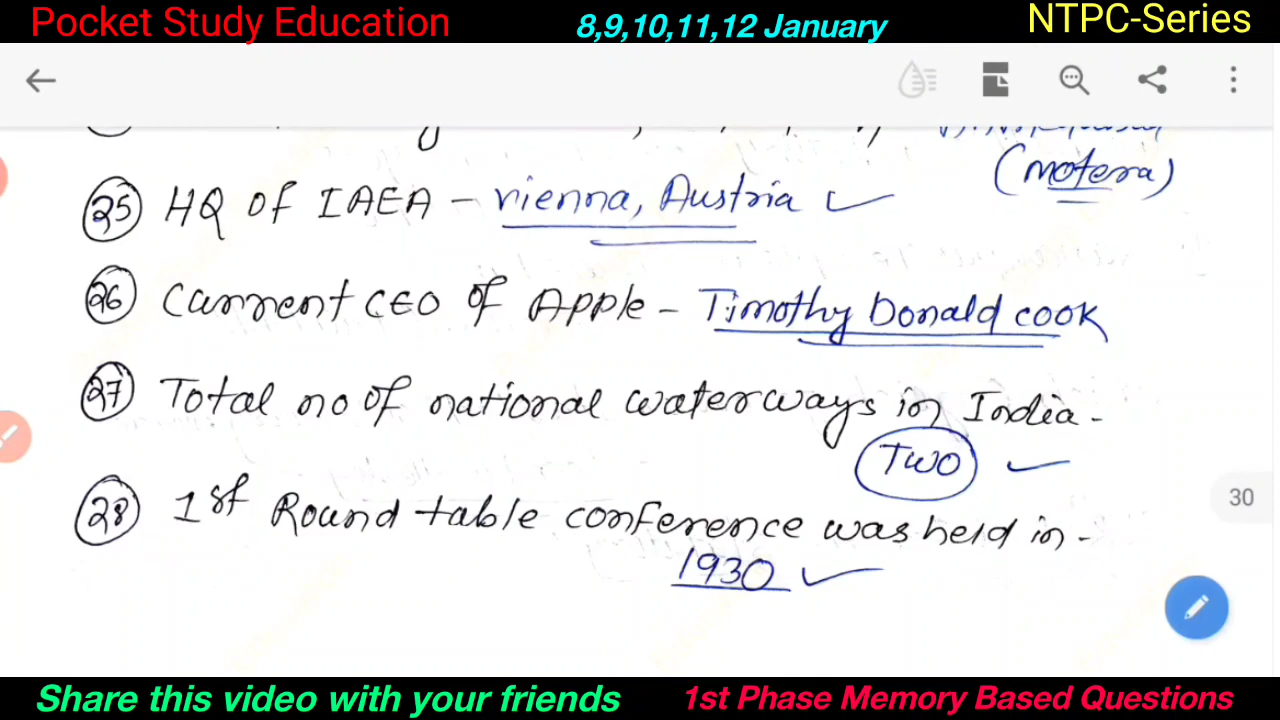 Pocket Study Education
8,9,10,11,12 January
NTPC-Series
(Motera)
25 HQ OF IAEA - vienna, Austria
26 Current CEO OF Apple - Timothy Donald cook
27 Total no of national waterways in India -
TWO
28 1st Round table conference was held in -
1930
30
Share this video with your friends
1st Phase Memory Based Questions